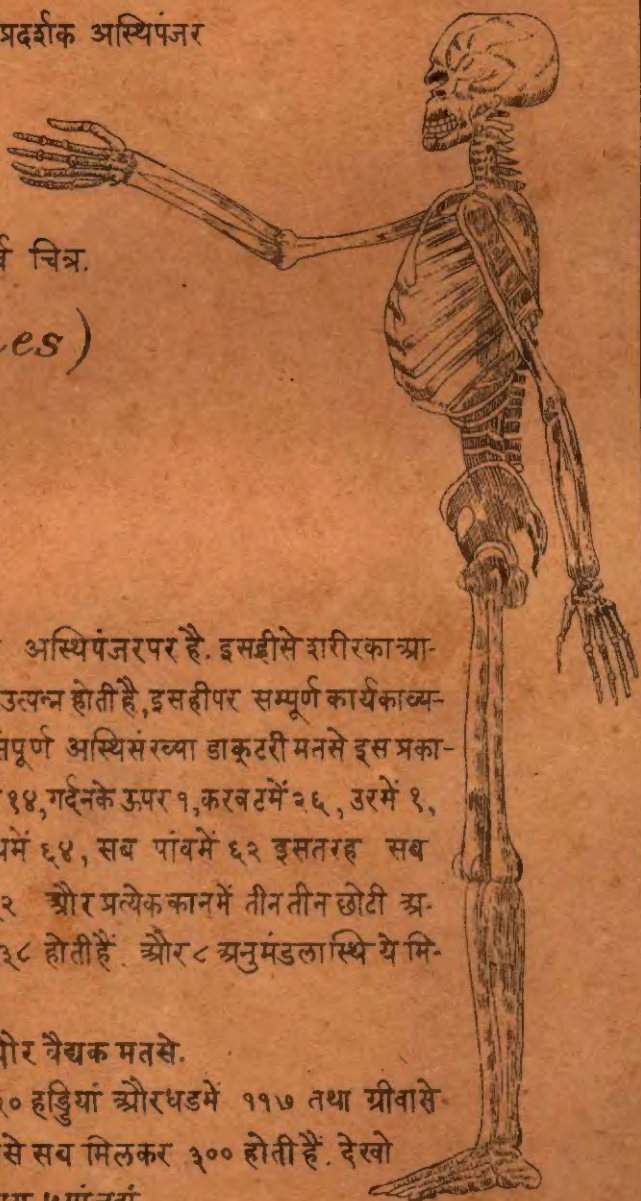 प्रदर्शक अस्थिपंजर
चित्र.
es)
अस्थिपंजरपर है. इसहीसे शरीरका आ-
उत्पन्न होती है, इसहीपर सम्पूर्ण कार्यकाव्य-
संपूर्ण अस्थिसंख्या डाक्टरी मतसे इस प्रका-
१४, गर्दनके ऊपर १, करवटमें २६, उरमें १,
में ६४, सब पांवमें ६२ इसतरह सब
२ और प्रत्येक कानमें तीन तीन छोटी अ-
३८ होती हैं. और ८ अनुमंडलास्थि ये मि-
और वैद्यक मतसे.
२० हड्डियां और धडमें ११७ तथा ग्रीवासे
से सब मिलकर ३०० होती हैं. देखो